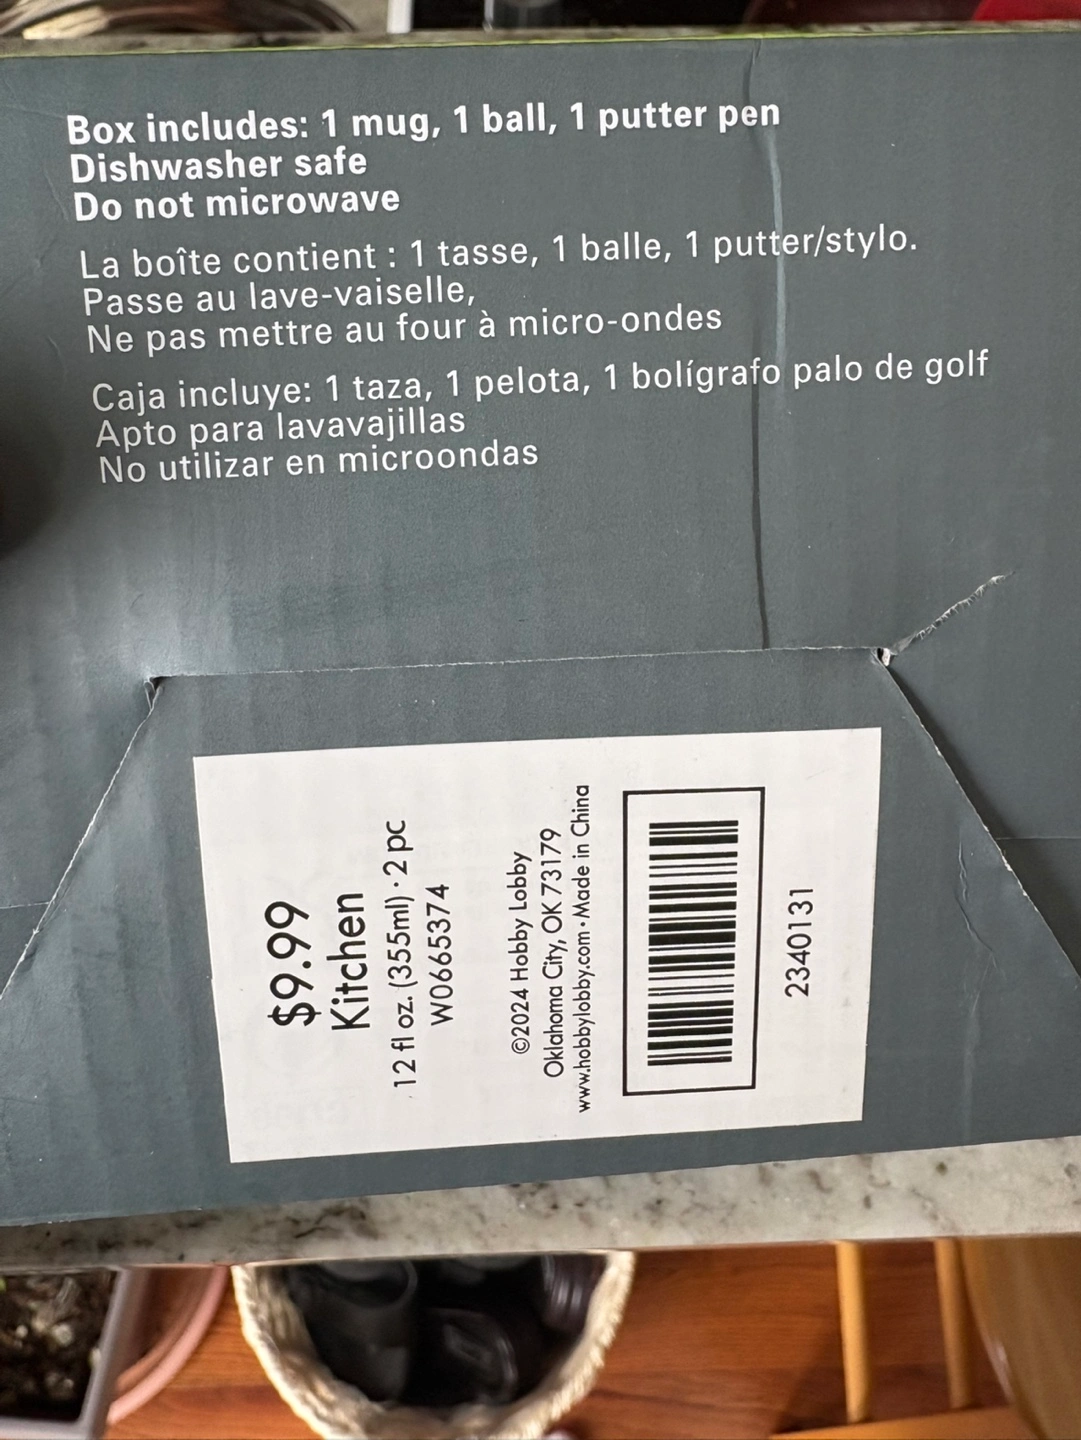 Box includes: 1 mug, 1 ball, 1 putter pen
Dishwasher safe
Do not microwave
La boîte contient : 1 tasse, 1 balle, 1 putter/stylo.
Passe au lave-vaiselle,
Ne pas mettre au four à micro-ondes
Caja incluye: 1 taza, 1 pelota, 1 bolígrafo palo de golf
Apto para lavavajillas
No utilizar en microondas
$9.99
Kitchen
12 fl oz. (355ml) · 2 pc
W0665374
©2024 Hobby Lobby
Oklahoma City, OK 73179
www.hobbylobby.com · Made in China
2340131